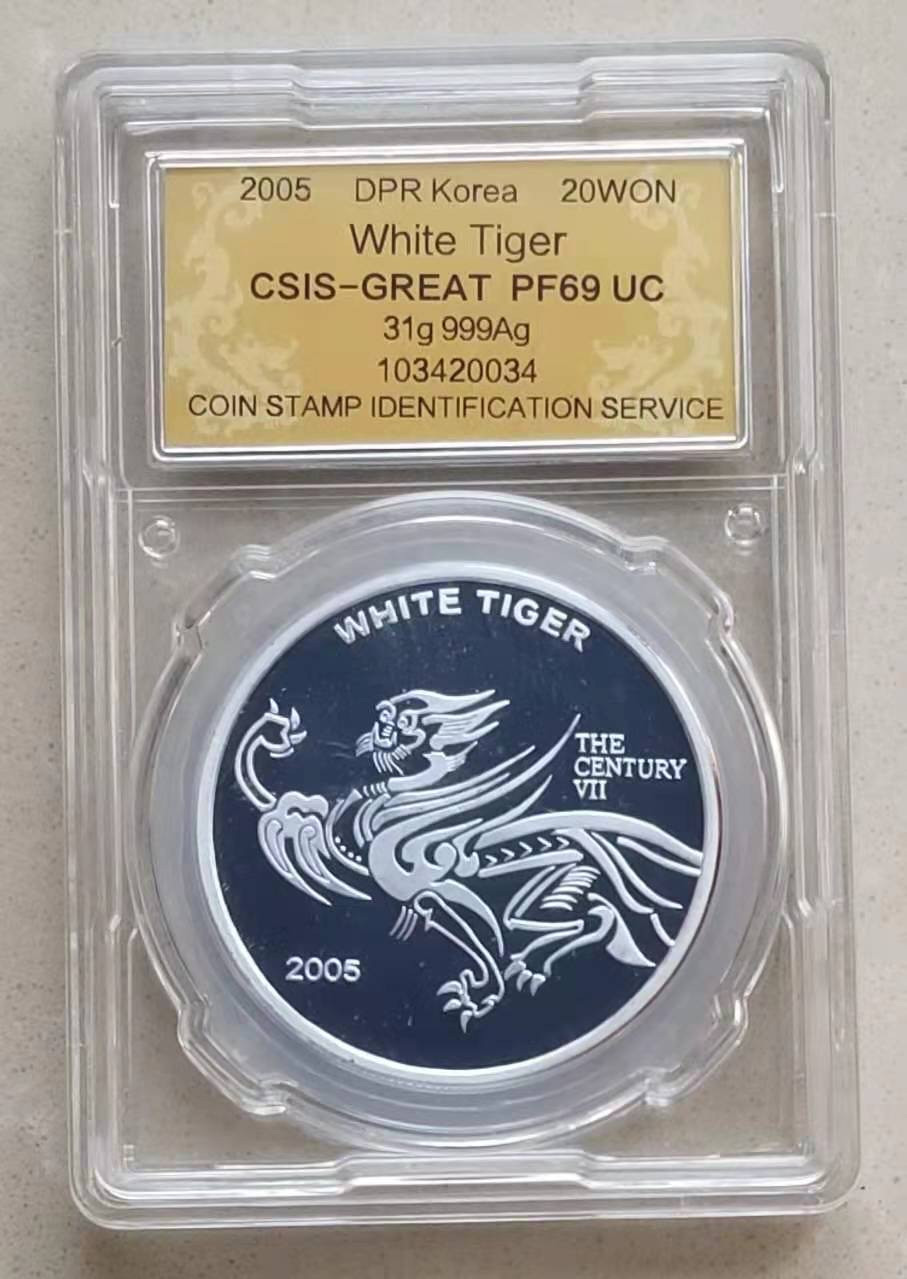 2005 DPR Korea 20WON
White Tiger
CSIS-GREAT PF69 UC
31g 999Ag
103420034
COIN STAMP IDENTIFICATION SERVICE
WHITE TIGER
THE
CENTURY
VII
2005